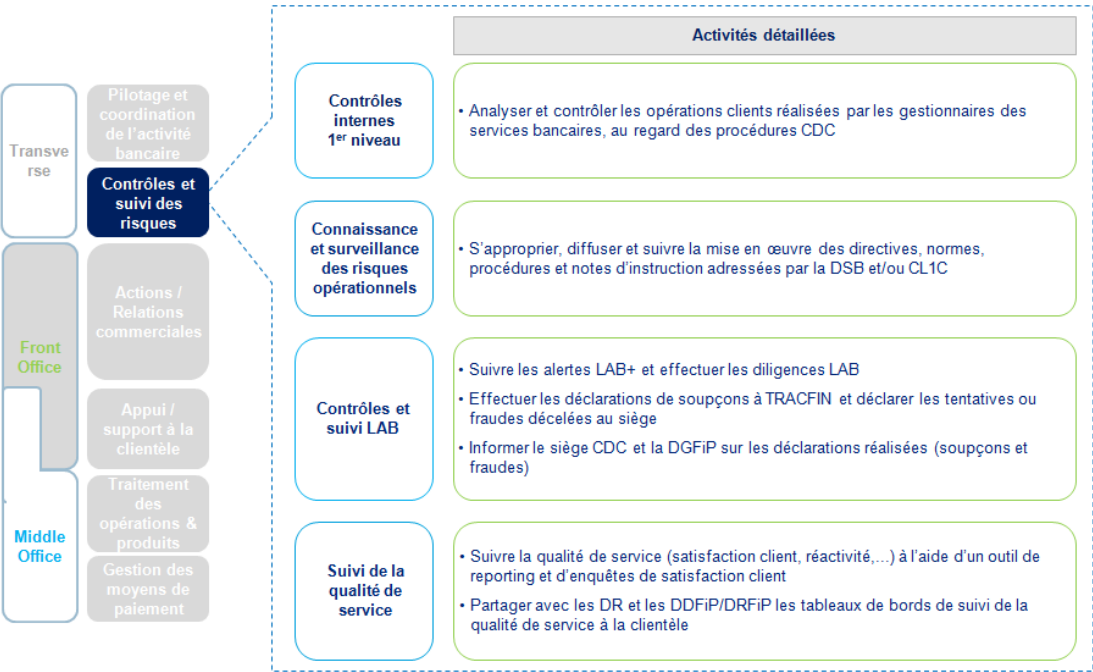 Activités détaillées
Transve
rse
Front
Office
Middle
Office
Pilotage et
coordination
de l'activité
bancaire
Contrôles et
suivi des
risques
Actions /
Relations
commerciales
Appui /
support à la
clientèle
Traitement
des
opérations &
produits
Gestion des
moyens de
paiement
Contrôles
internes
1er niveau
• Analyser et contrôler les opérations clients réalisées par les gestionnaires des
services bancaires, au regard des procédures CDC
Connaissance
et surveillance
des risques
opérationnels
• S'approprier, diffuser et suivre la mise en œuvre des directives, normes,
procédures et notes d'instruction adressées par la DSB et/ou CL1C
Contrôles et
suivi LAB
• Suivre les alertes LAB+ et effectuer les diligences LAB
• Effectuer les déclarations de soupçons à TRACFIN et déclarer les tentatives ou
fraudes décelées au siège
• Informer le siège CDC et la DGFiP sur les déclarations réalisées (soupçons et
fraudes)
Suivi de la
qualité de
service
• Suivre la qualité de service (satisfaction client, réactivité,...) à l'aide d'un outil de
reporting et d'enquêtes de satisfaction client
• Partager avec les DR et les DDFiP/DRFiP les tableaux de bords de suivi de la
qualité de service à la clientèle